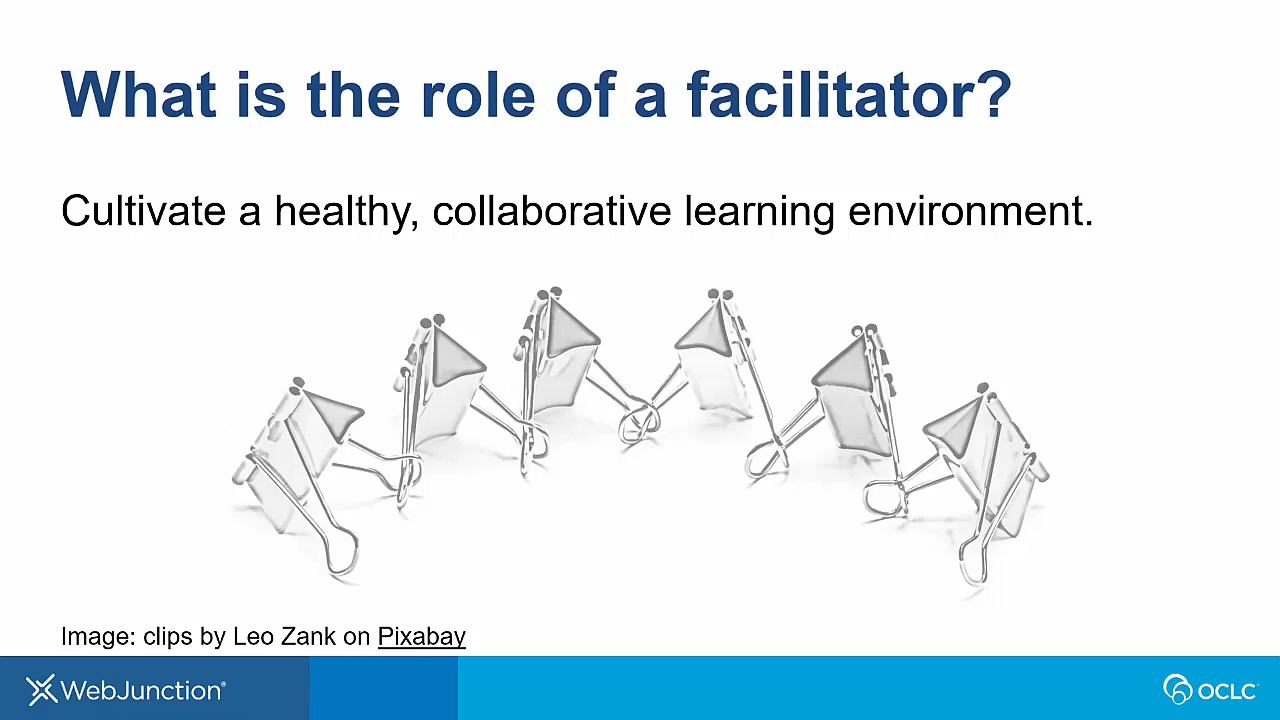 What is the role of a facilitator?
Cultivate a healthy, collaborative learning environment.
Image: clips by Leo Zank on Pixabay
WebJunction®
OCLC